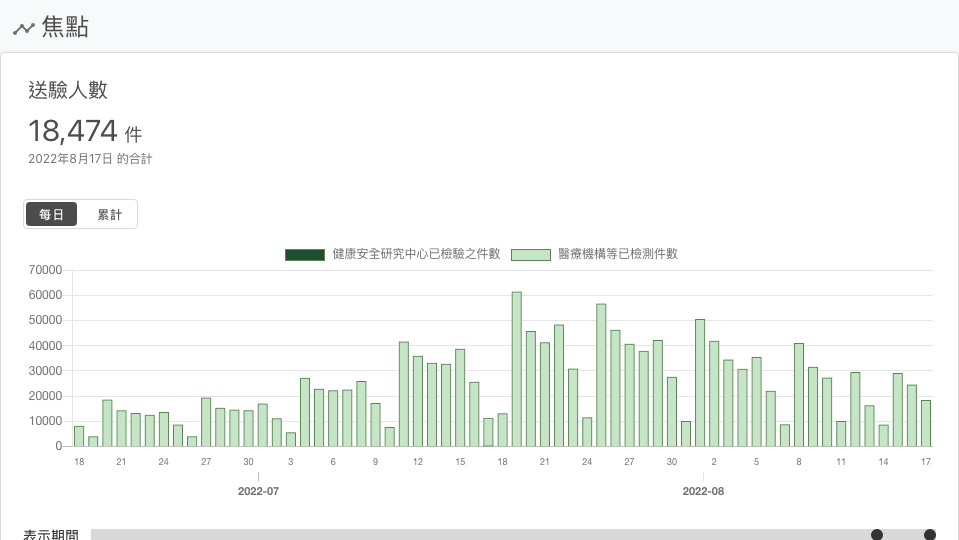 焦點
送驗人數
18,474 件
2022年8月17日 的合計
每日 累計
健康安全研究中心已檢驗之件數 醫療機構等已檢測件數
70000
60000
50000
40000
30000
20000
10000
0
18 21 24 27 30 3 6 9 12 15 18 21 24 27 30 2 5 8 11 14 17
2022-07 2022-08
表示期間